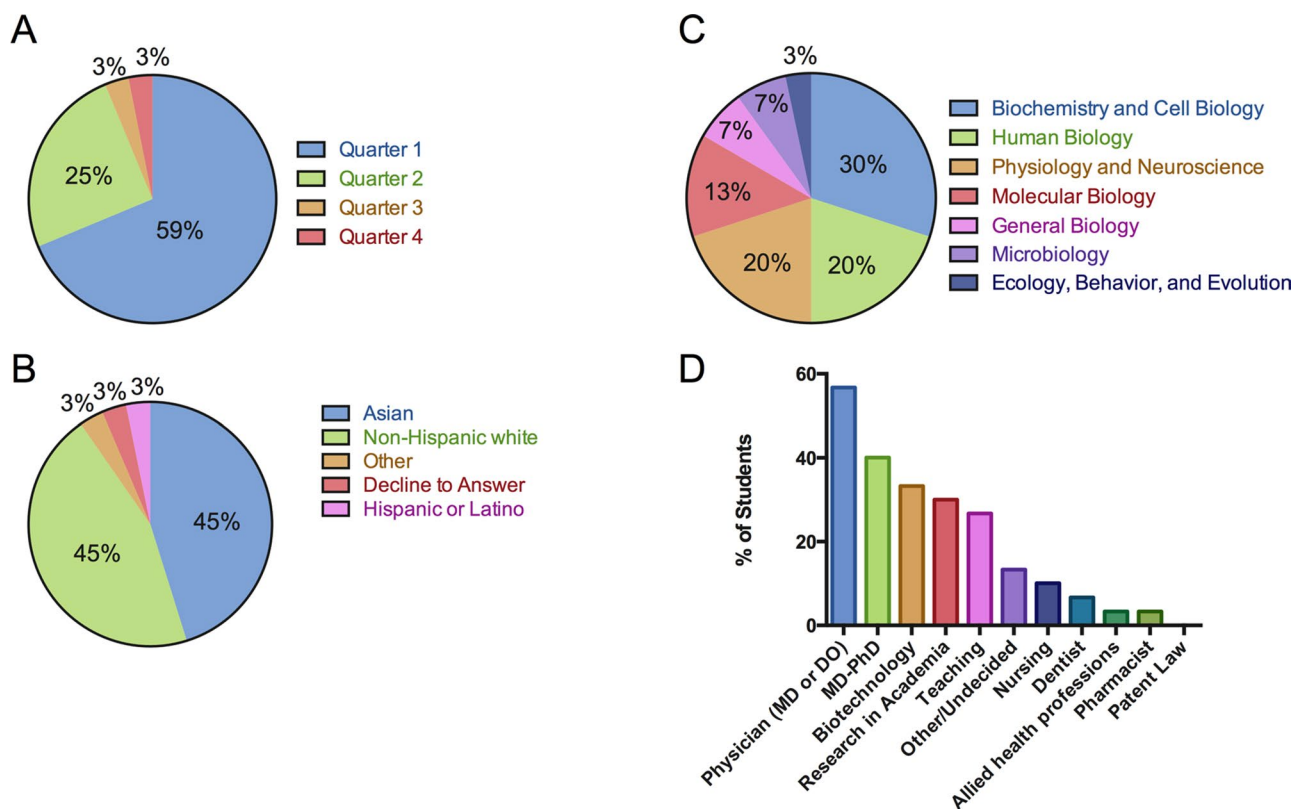 A
3%
3%
25%
59%
Quarter 1
Quarter 2
Quarter 3
Quarter 4
B
3%
3%
3%
45%
45%
Asian
Non-Hispanic white
Other
Decline to Answer
Hispanic or Latino
C
3%
7%
7%
30%
13%
20%
20%
Biochemistry and Cell Biology
Human Biology
Physiology and Neuroscience
Molecular Biology
General Biology
Microbiology
Ecology, Behavior, and Evolution
D
% of Students
60
40
20
0
Physician (MD or DO)
MD-PhD
Biotechnology
Research in Academia
Teaching
Other/Undecided
Nursing
Dentist
Allied health professions
Pharmacist
Patent Law